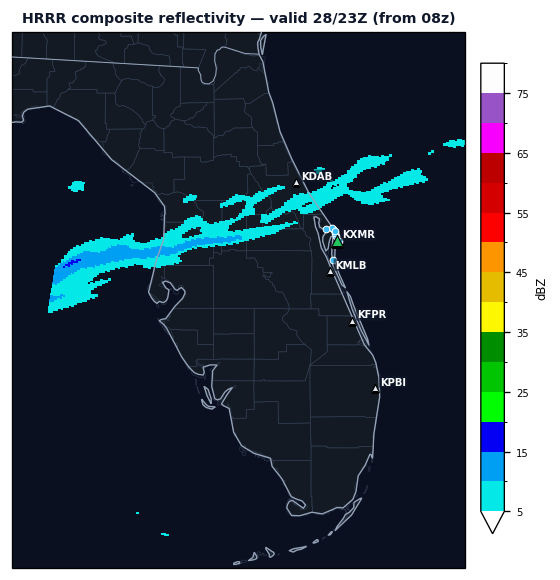 HRRR composite reflectivity — valid 28/23Z (from 08z)
KDAB
KXMR
KMLB
KFPR
KPBI
75
65
55
45
35
25
15
5
dBZ